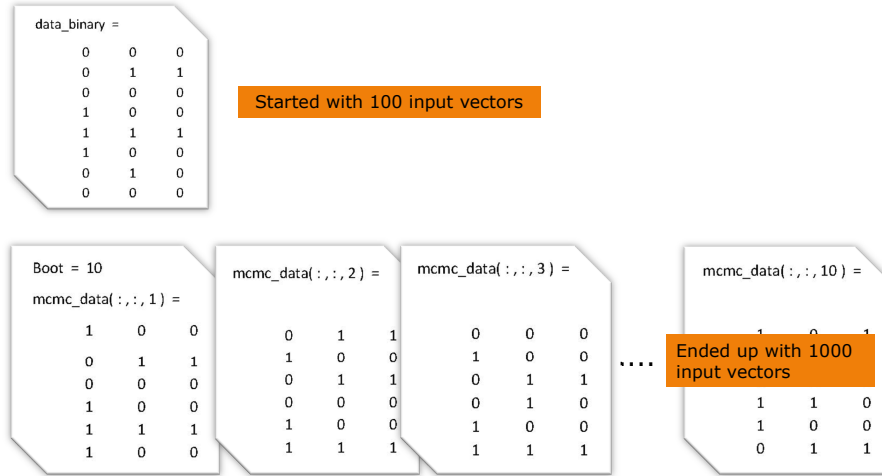 data_binary =
0 0 0
0 1 1
0 0 0
1 0 0
1 1 1
1 0 0
0 1 0
0 0 0
Started with 100 input vectors
Boot = 10
mcmc_data( : , : , 1 ) =
1 0 0
0 1 1
0 0 0
1 0 0
1 1 1
1 0 0
mcmc_data( : , : , 2 ) =
0 1 1
1 0 0
0 1 1
0 0 0
1 0 0
1 1 1
mcmc_data( : , : , 3 ) =
0 0 0
1 0 0
0 1 1
0 1 0
1 0 0
1 1 1
....
mcmc_data( : , : , 10 ) =
1 0 1
Ended up with 1000
input vectors
1 1 0
1 0 0
0 1 1